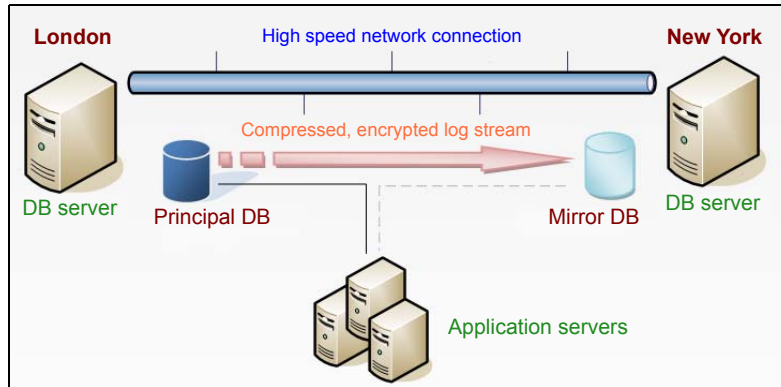 London
High speed network connection
New York
Compressed, encrypted log stream
DB server
Principal DB
Mirror DB
DB server
Application servers